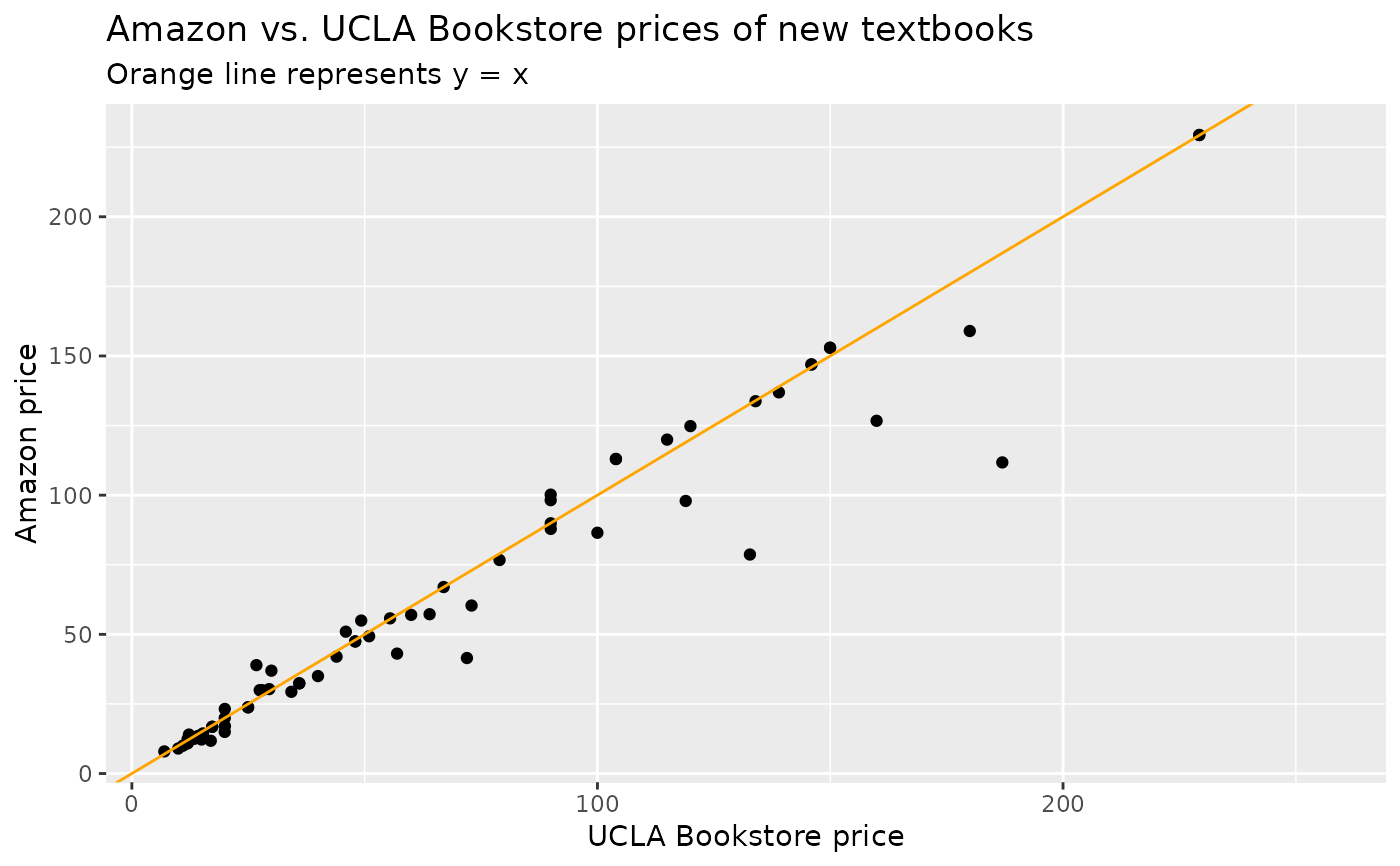 Amazon vs. UCLA Bookstore prices of new textbooks
Orange line represents y = x
Amazon price
200
150
100
50
0
0 100 200
UCLA Bookstore price